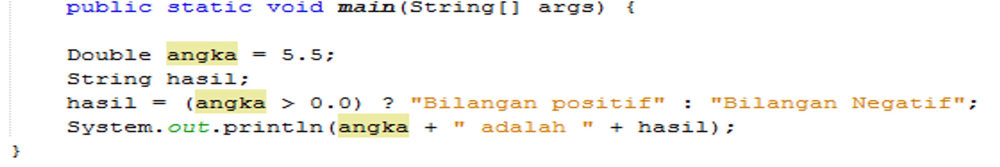 public static void main(String[] args) {
Double angka = 5.5;
String hasil;
hasil = (angka > 0.0) ? "Bilangan positif" : "Bilangan Negatif";
System.out.println(angka + " adalah " + hasil);
}